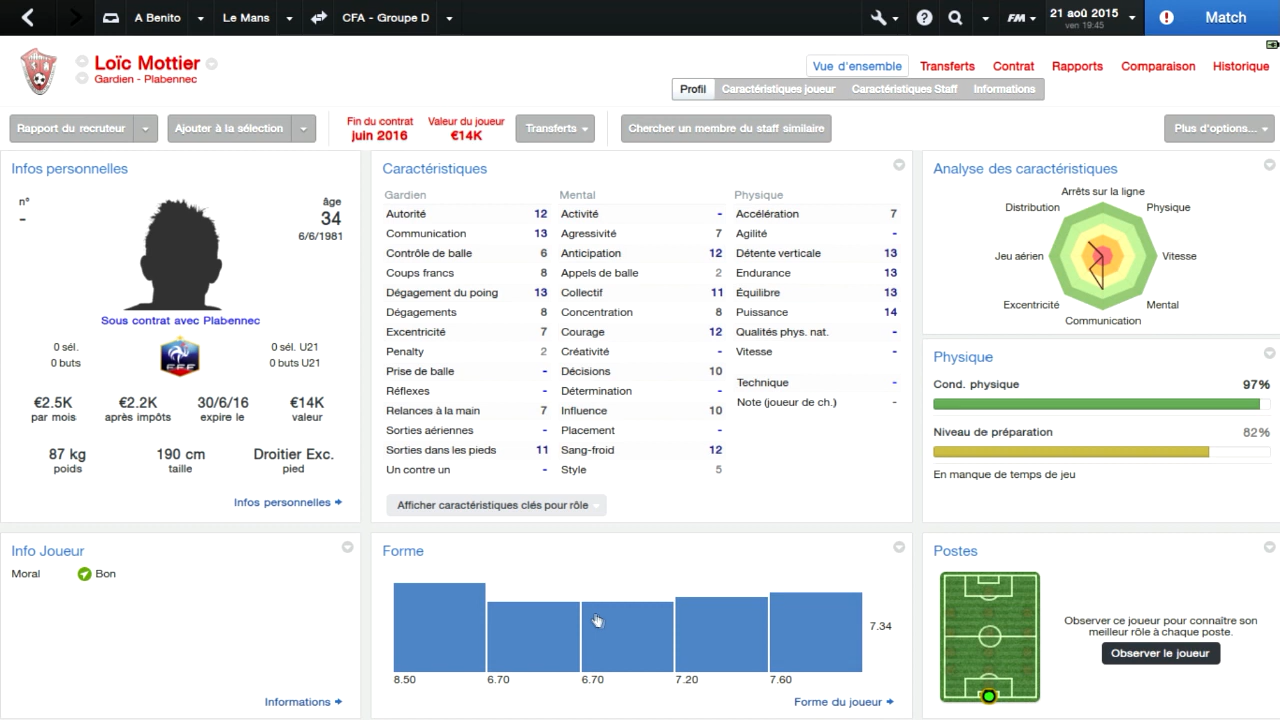 A Benito
Le Mans
CFA - Groupe D
FM
21 aoû 2015
ven 19:45
Match
Loïc Mottier
Gardien - Plabennec
Vue d'ensemble Transferts Contrat Rapports Comparaison Historique
Profil Caractéristiques joueur Caractéristiques Staff Informations
Rapport du recruteur
Ajouter à la sélection
Fin du contrat
juin 2016
Valeur du joueur
€14K
Transferts
Chercher un membre du staff similaire
Plus d'options...
Infos personnelles
n°
-
âge
34
6/6/1981
Sous contrat avec Plabennec
0 sél.
0 buts
F.F.F.
0 sél. U21
0 buts U21
€2.5K
par mois
€2.2K
après impôts
30/6/16
expire le
€14K
valeur
87 kg
poids
190 cm
taille
Droitier Exc.
pied
Infos personnelles
Caractéristiques
Gardien
Autorité 12
Communication 13
Contrôle de balle 6
Coups francs 8
Dégagement du poing 13
Dégagements 8
Excentricité 7
Penalty 2
Prise de balle -
Réflexes -
Relances à la main 7
Sorties aériennes -
Sorties dans les pieds 11
Un contre un -
Mental
Activité -
Agressivité 7
Anticipation 12
Appels de balle 2
Collectif 11
Concentration 8
Courage 12
Créativité -
Décisions 10
Détermination -
Influence 10
Placement -
Sang-froid 12
Style 5
Physique
Accélération 7
Agilité -
Détente verticale 13
Endurance 13
Équilibre 13
Puissance 14
Qualités phys. nat. -
Vitesse -
Technique -
Note (joueur de ch.) -
Afficher caractéristiques clés pour rôle
Analyse des caractéristiques
Arrêts sur la ligne
Distribution
Physique
Jeu aérien
Vitesse
Excentricité
Mental
Communication
Physique
Cond. physique 97%
Niveau de préparation 82%
En manque de temps de jeu
Info Joueur
Moral Bon
Informations
Forme
7.34
8.50 6.70 6.70 7.20 7.60
Forme du joueur
Postes
Observer ce joueur pour connaître son
meilleur rôle à chaque poste.
Observer le joueur